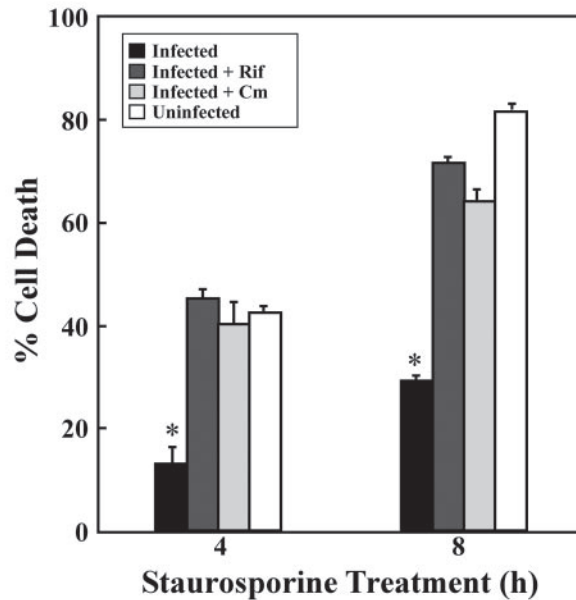 100
Infected
Infected + Rif
Infected + Cm
Uninfected
80
60
40
20
0
% Cell Death
*
*
4
8
Staurosporine Treatment (h)